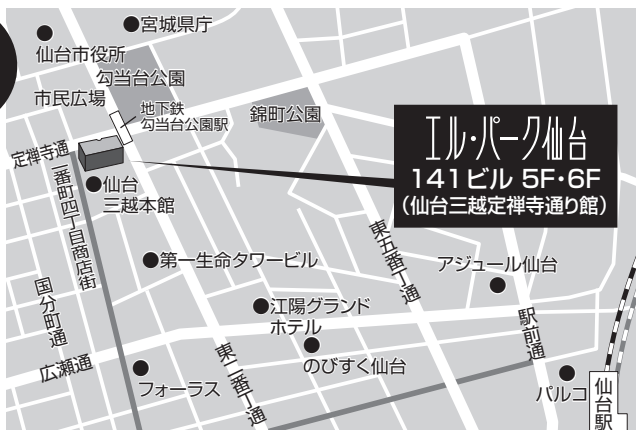 宮城県庁
仙台市役所
勾当台公園
市民広場
地下鉄
勾当台公園駅
錦町公園
定禅寺通
エル・パーク仙台
141ビル 5F・6F
(仙台三越定禅寺通り館)
仙台
三越本館
一番町四丁目商店街
第一生命タワービル
東五番丁通
アジュール仙台
国分町通
江陽グランド
ホテル
駅前通
広瀬通
東二番丁通
のびすく仙台
フォーラス
パルコ
仙台駅